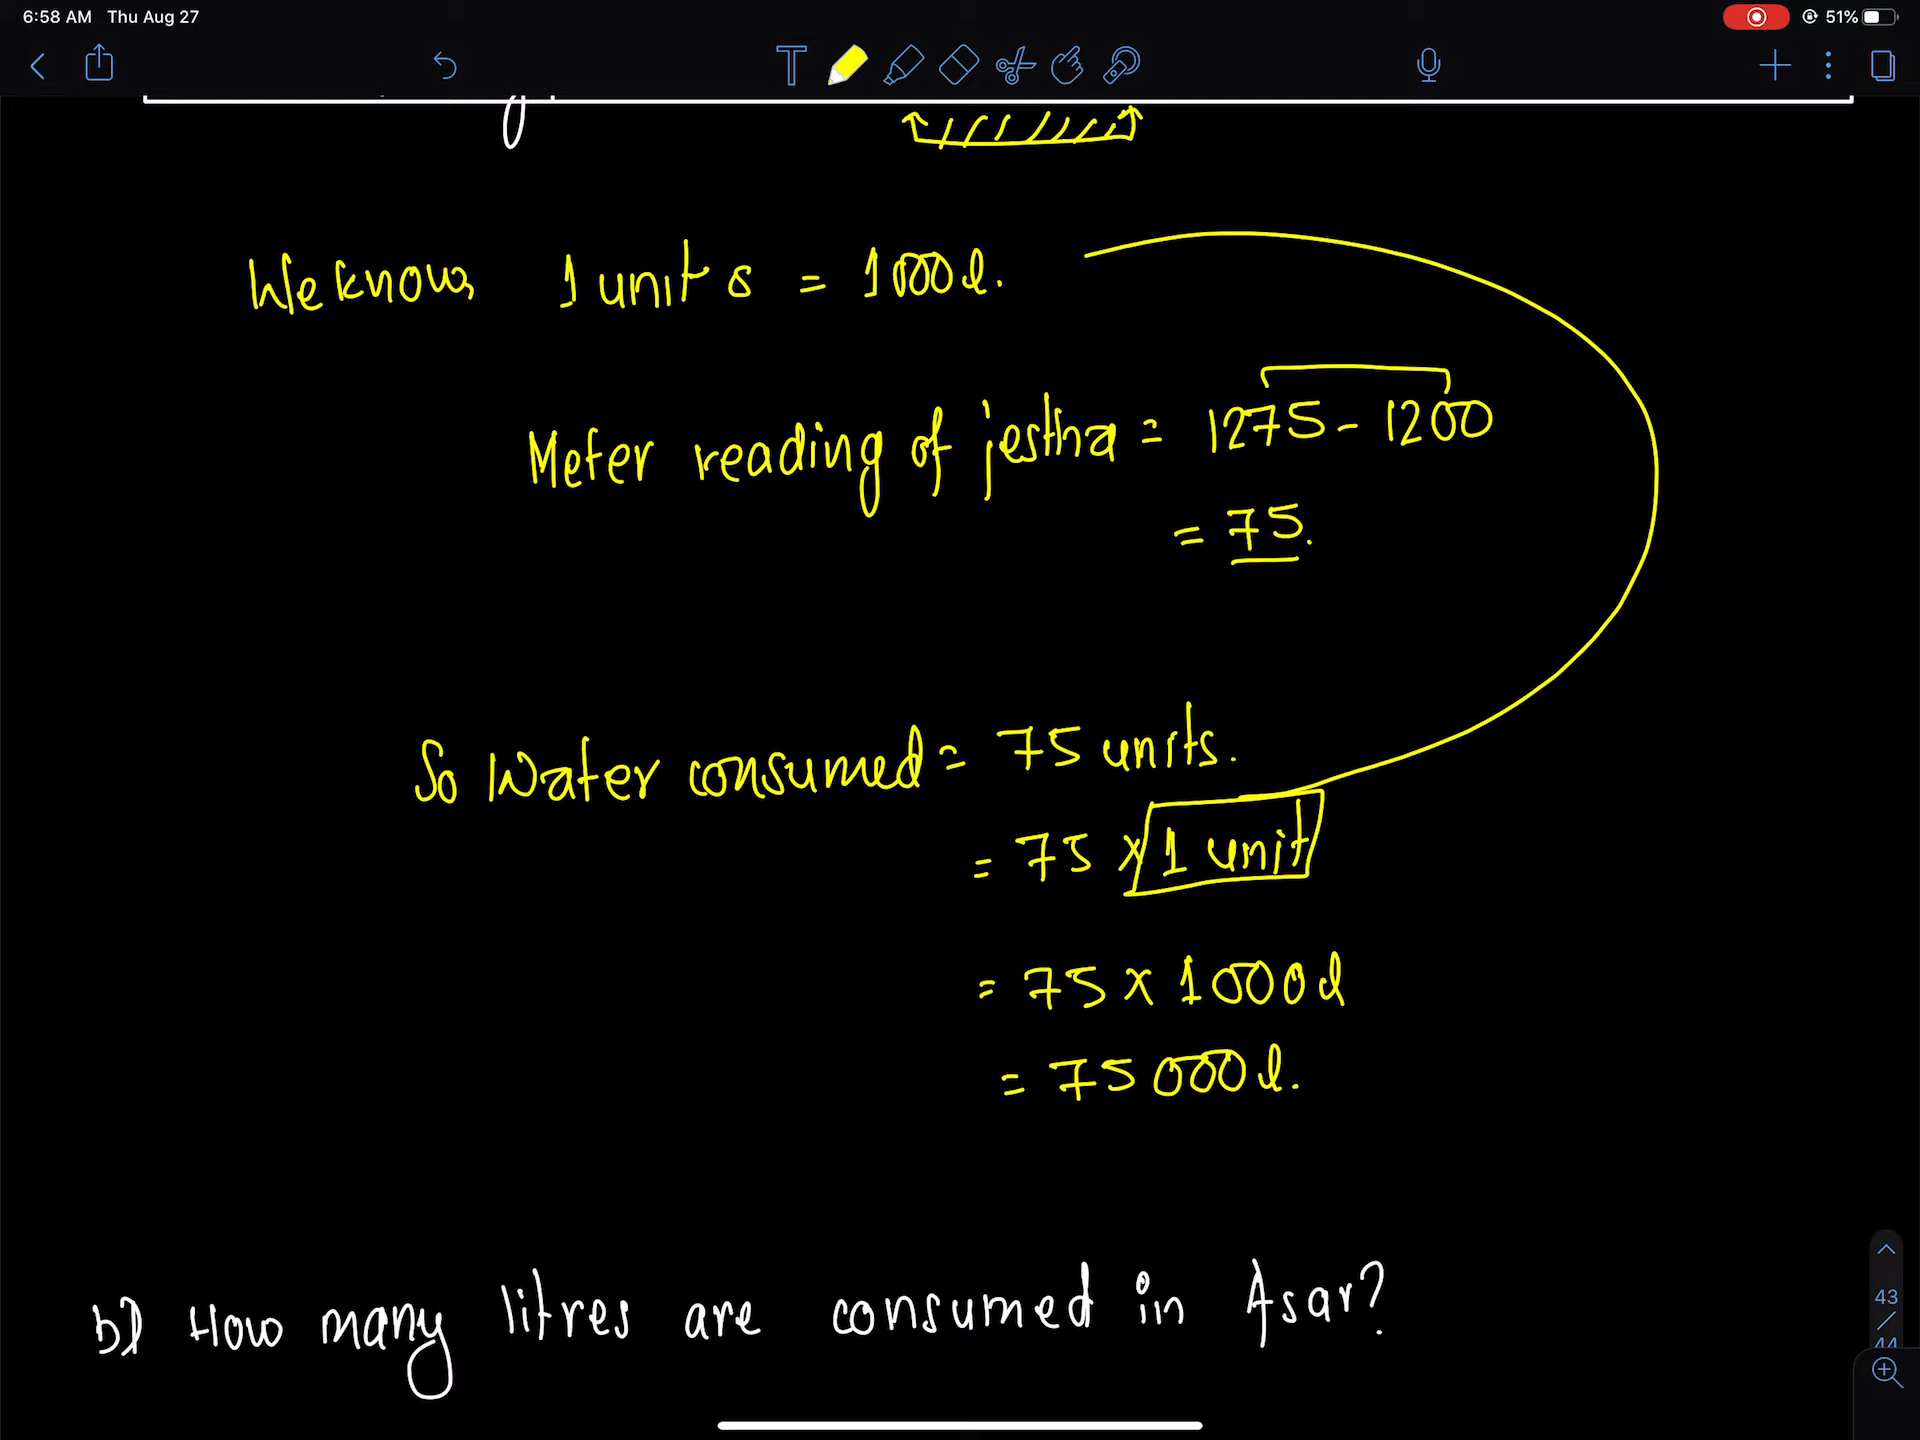 6:58 AM Thu Aug 27
51%
We know 1 units = 1000l.
Meter reading of jestha = 1275 - 1200
= 75.
So Water consumed = 75 units.
= 75 x 1 unit
= 75 x 1000l
= 75000l.
b) How many litres are consumed in Asar?
43
/
44